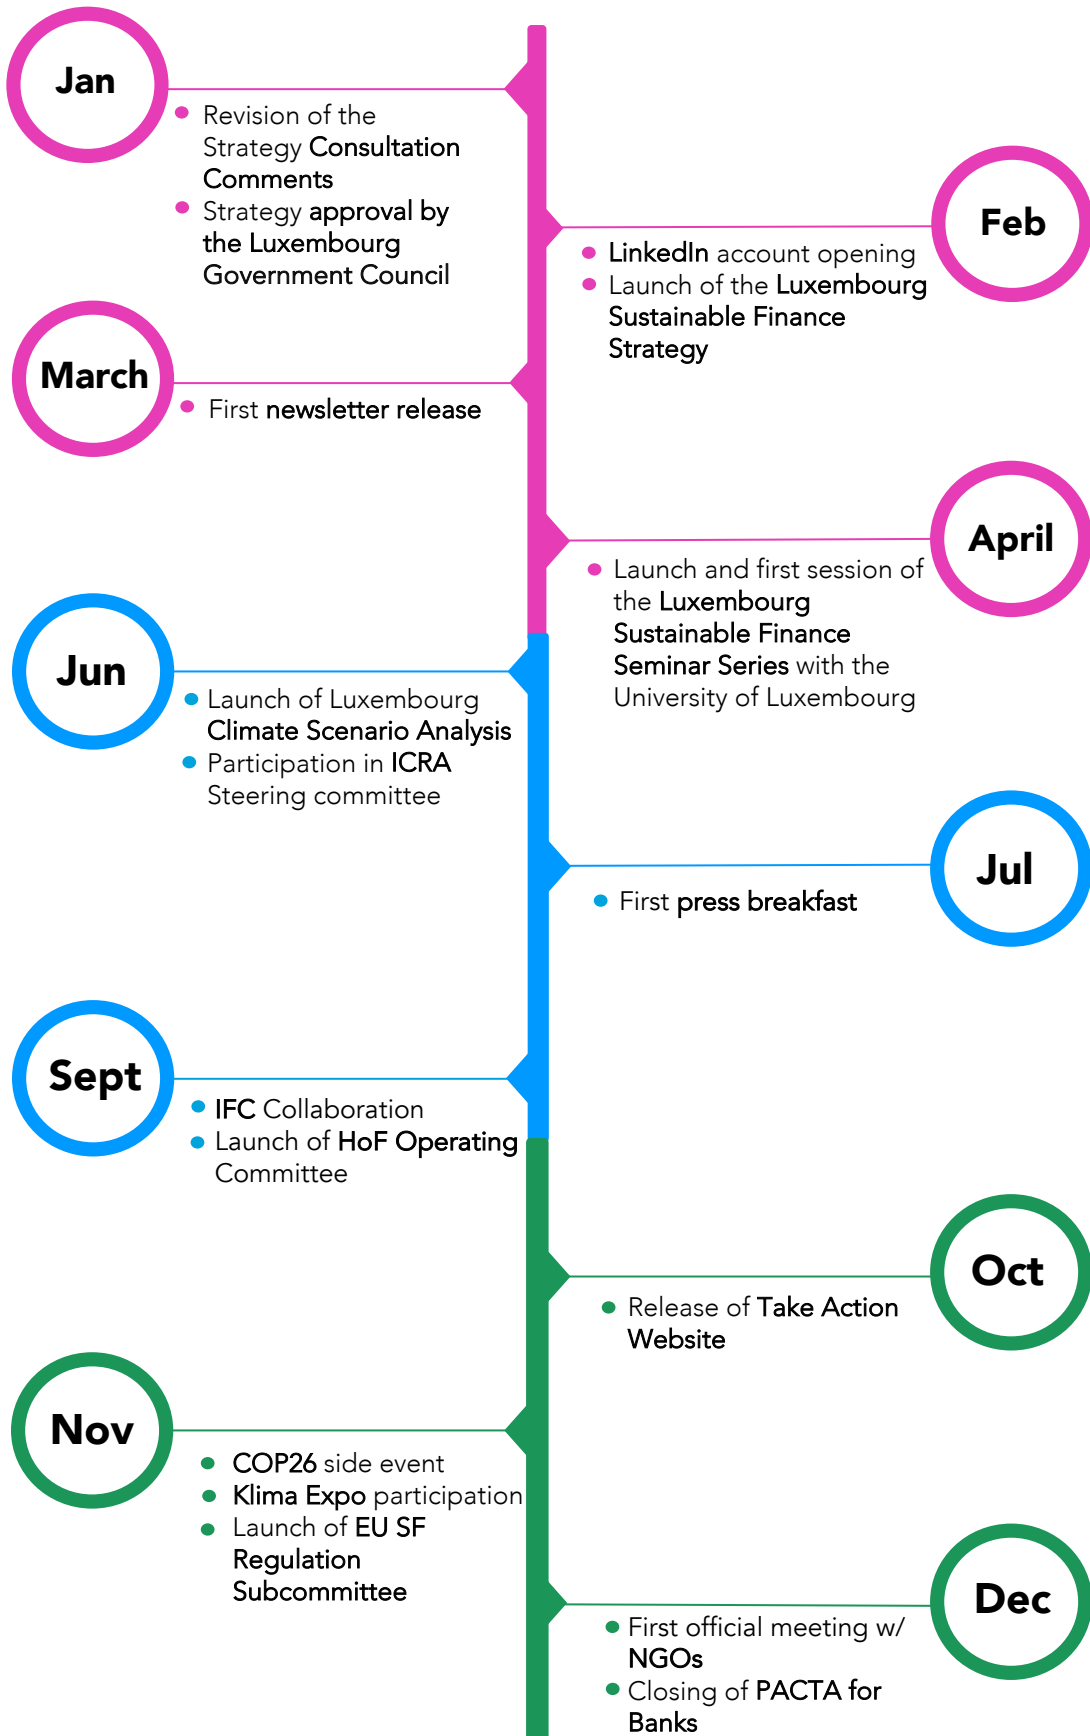 Jan
Revision of the
Strategy Consultation
Comments
Strategy approval by
the Luxembourg
Government Council
Feb
LinkedIn account opening
Launch of the Luxembourg
Sustainable Finance
Strategy
March
First newsletter release
April
Launch and first session of
the Luxembourg
Sustainable Finance
Seminar Series with the
University of Luxembourg
Jun
Launch of Luxembourg
Climate Scenario Analysis
Participation in ICRA
Steering committee
Jul
First press breakfast
Sept
IFC Collaboration
Launch of HoF Operating
Committee
Oct
Release of Take Action
Website
Nov
COP26 side event
Klima Expo participation
Launch of EU SF
Regulation
Subcommittee
Dec
First official meeting w/
NGOs
Closing of PACTA for
Banks